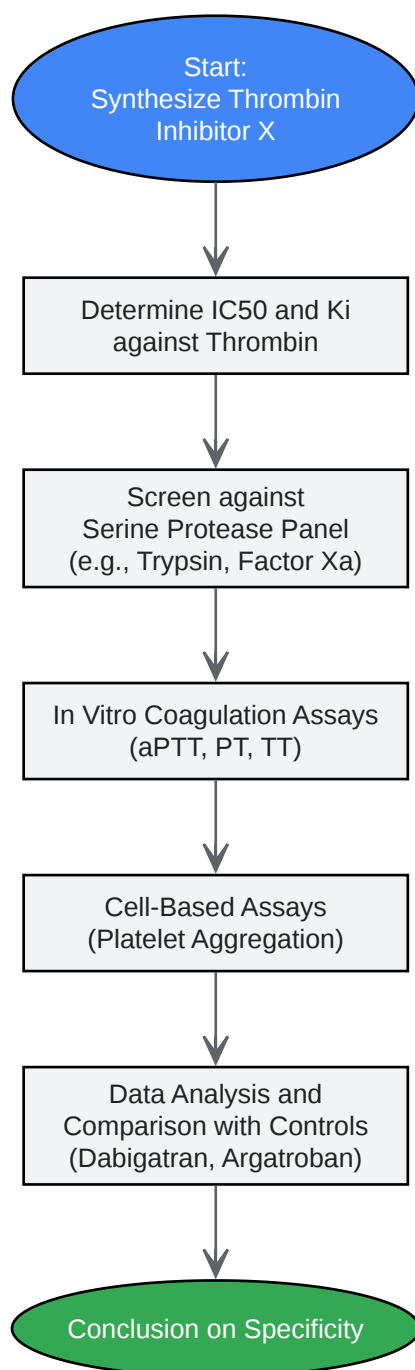 Start:
Synthesize Thrombin
Inhibitor X
Determine IC50 and Ki
against Thrombin
Screen against
Serine Protease Panel
(e.g., Trypsin, Factor Xa)
In Vitro Coagulation Assays
(aPTT, PT, TT)
Cell-Based Assays
(Platelet Aggregation)
Data Analysis and
Comparison with Controls
(Dabigatran, Argatroban)
Conclusion on Specificity